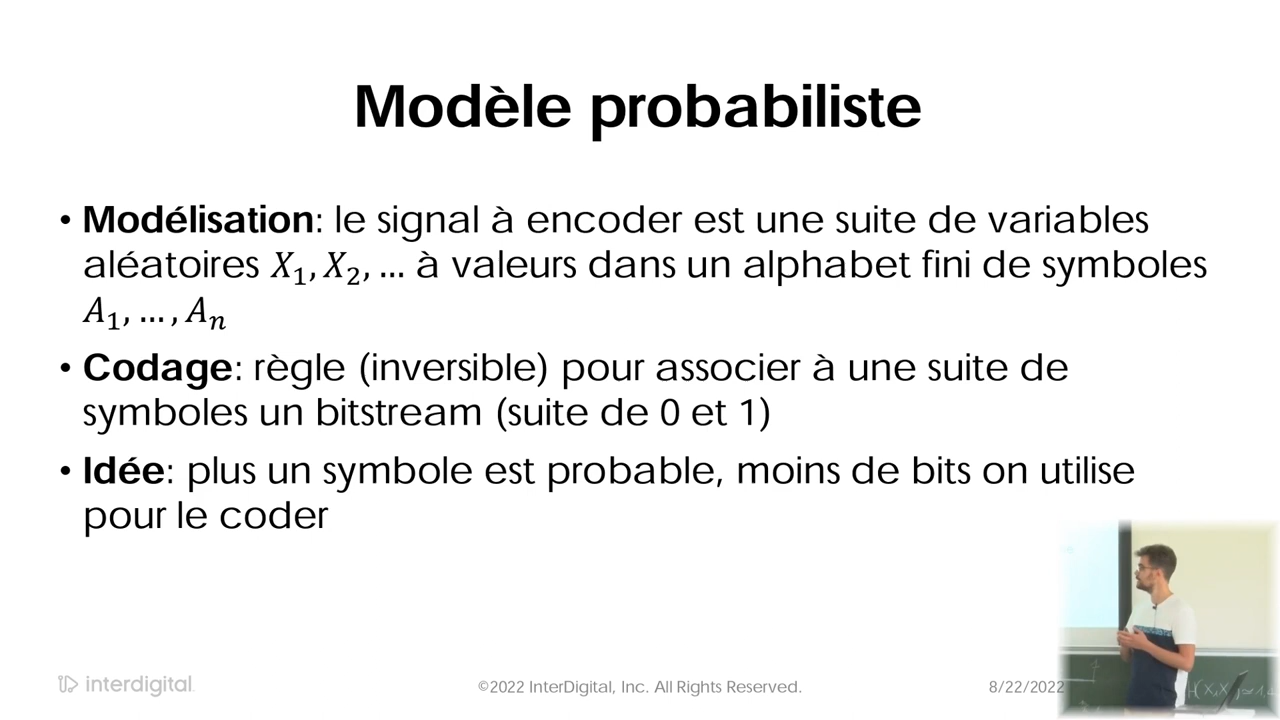 Modèle probabiliste
• Modélisation: le signal à encoder est une suite de variables
aléatoires X₁, X₂, ... à valeurs dans un alphabet fini de symboles
A₁, ... , Aₙ
• Codage: règle (inversible) pour associer à une suite de
symboles un bitstream (suite de 0 et 1)
• Idée: plus un symbole est probable, moins de bits on utilise
pour le coder
interdigital
©2022 InterDigital, Inc. All Rights Reserved.
8/22/2022